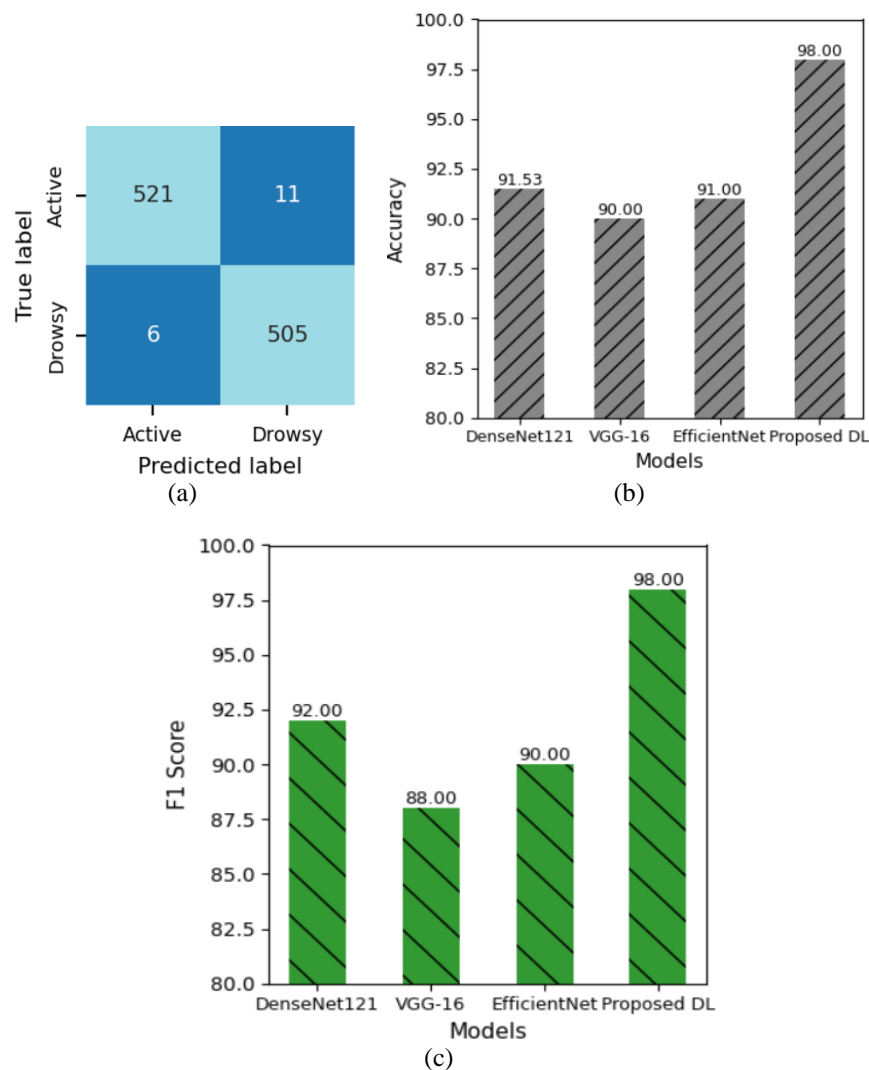 True label
Active
Drowsy
521 11
6 505
Active Drowsy
Predicted label
(a)
Accuracy
100.0
97.5
95.0
92.5
90.0
87.5
85.0
82.5
80.0
91.53 90.00 91.00 98.00
DenseNet121 VGG-16 EfficientNet Proposed DL
Models
(b)
F1 Score
100.0
97.5
95.0
92.5
90.0
87.5
85.0
82.5
80.0
92.00 88.00 90.00 98.00
DenseNet121 VGG-16 EfficientNet Proposed DL
Models
(c)